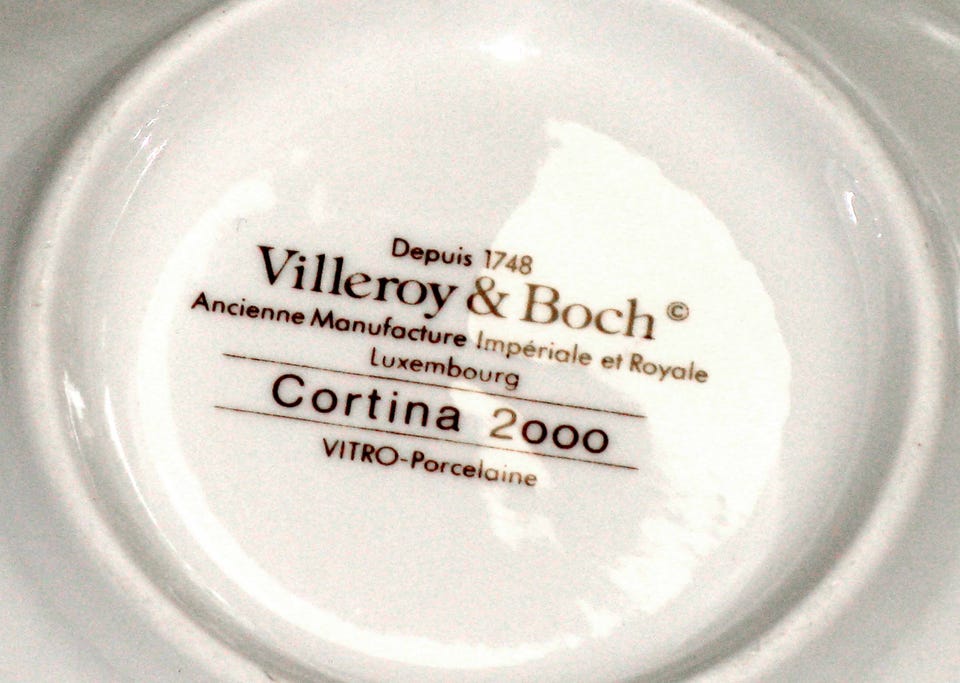 Depuis 1748
Villeroy & Boch©
Ancienne Manufacture Impériale et Royale
Luxembourg
Cortina 2000
VITRO-Porcelaine